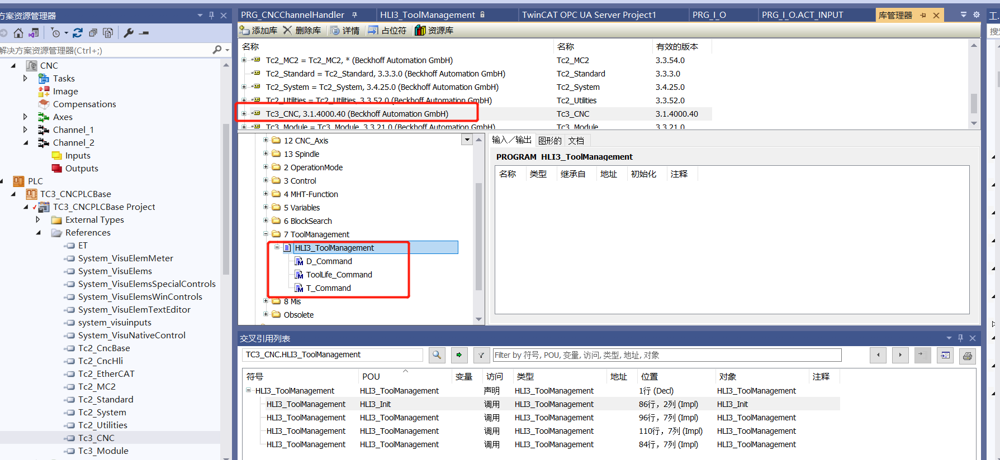 方案资源管理器
解决方案资源管理器(Ctrl+;)
CNC
Tasks
Image
Compensations
Axes
Channel_1
Channel_2
Inputs
Outputs
PLC
TC3_CNCPLCBase
TC3_CNCPLCBase Project
External Types
References
ET
System_VisuElemMeter
System_VisuElems
System_VisuElemsSpecialControls
System_VisuElemsWinControls
System_VisuElemTextEditor
system_visuinputs
System_VisuNativeControl
Tc2_CncBase
Tc2_CncHli
Tc2_EtherCAT
Tc2_MC2
Tc2_Standard
Tc2_System
Tc2_Utilities
Tc3_CNC
Tc3_Module
PRG_CNCChannelHandler HLI3_ToolManagement TwinCAT OPC UA Server Project1 PRG_I_O PRG_I_O.ACT_INPUT 库管理器
添加库 删除库 详情 占位符 资源库
名称 名称 有效的版本
Tc2_MC2 = Tc2_MC2, * (Beckhoff Automation GmbH) Tc2_MC2 3.3.54.0
Tc2_Standard = Tc2_Standard, 3.3.3.0 (Beckhoff Automation GmbH) Tc2_Standard 3.3.3.0
Tc2_System = Tc2_System, 3.4.25.0 (Beckhoff Automation GmbH) Tc2_System 3.4.25.0
Tc2_Utilities = Tc2_Utilities, 3.3.52.0 (Beckhoff Automation GmbH) Tc2_Utilities 3.3.52.0
Tc3_CNC, 3.1.4000.40 (Beckhoff Automation GmbH) Tc3_CNC 3.1.4000.40
Tc3_Module = Tc3_Module, 3.3.21.0 (Beckhoff Automation GmbH) Tc3_Module 3.3.21.0
12 CNC_Axis
13 Spindle
2 OperationMode
3 Control
4 MHT-Function
5 Variables
6 BlockSearch
7 ToolManagement
HLI3_ToolManagement
D_Command
ToolLife_Command
T_Command
8 Mis
Obsolete
输入/输出 图形的 文档
PROGRAM HLI3_ToolManagement
名称 类型 继承自 地址 初始化 注释
交叉引用列表
TC3_CNC.HLI3_ToolManagement Filter by 符号, POU, 变量, 访问, 类型, 地址, 对象
符号 POU 变量 访问 类型 地址 位置 对象 注释
HLI3_ToolManagement HLI3_ToolManagement 声明 HLI3_ToolManagement 1行 (Decl) HLI3_ToolManagement
HLI3_ToolManagement HLI3_Init 调用 HLI3_ToolManagement 86行，2列 (Impl) HLI3_Init
HLI3_ToolManagement HLI3_ToolManagement 调用 HLI3_ToolManagement 96行，7列 (Impl) HLI3_ToolManagement
HLI3_ToolManagement HLI3_ToolManagement 调用 HLI3_ToolManagement 110行，7列 (Impl) HLI3_ToolManagement
HLI3_ToolManagement HLI3_ToolManagement 调用 HLI3_ToolManagement 84行，7列 (Impl) HLI3_ToolManagement